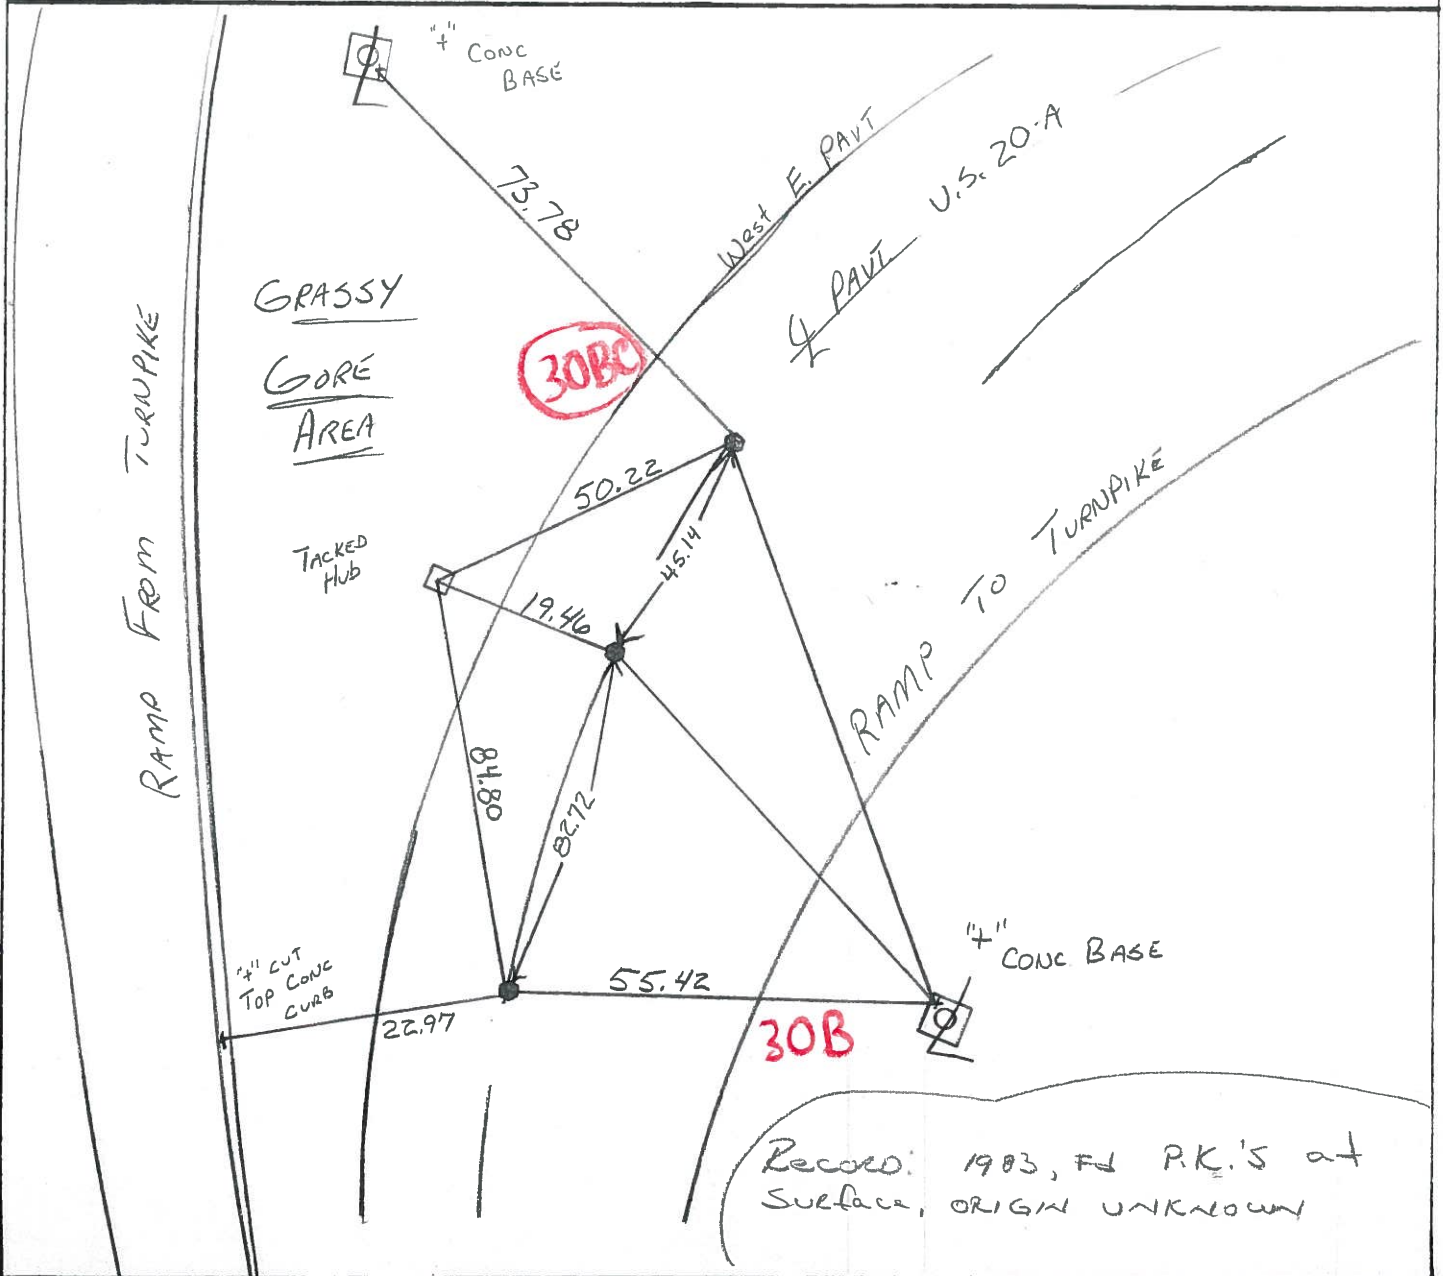 "+" CONC
BASE
73.78
West E. PAVT
℄ PAVT U.S. 20-A
GRASSY
GORE
AREA
30BC
RAMP FROM TURNPIKE
50.22
45.14
TACKED
Hub
19.46
RAMP TO TURNPIKE
84.80
82.72
"+" CUT
TOP CONC
CURB
22.97
55.42
30B
"+"
CONC BASE
Record: 1983, Fd P.K.'s at
Surface, ORIGIN UNKNOWN